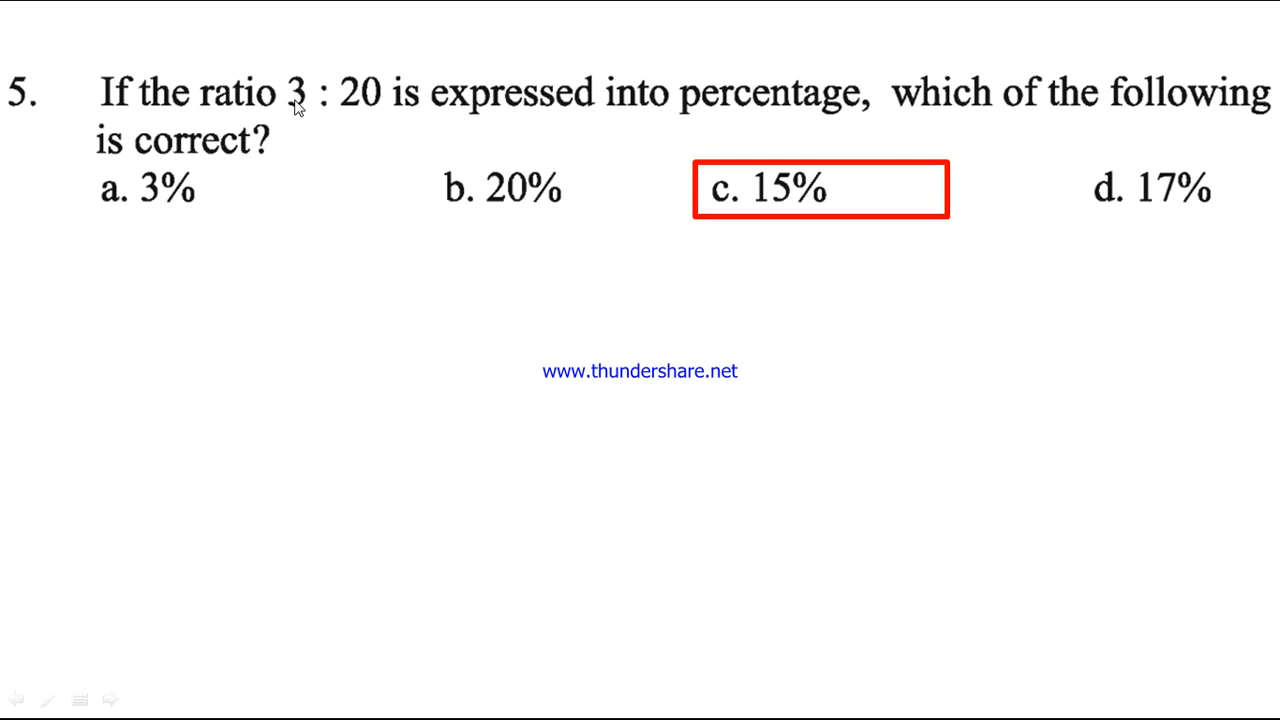 5. If the ratio 3 : 20 is expressed into percentage, which of the following
is correct?
a. 3% b. 20% c. 15% d. 17%
www.thundershare.net